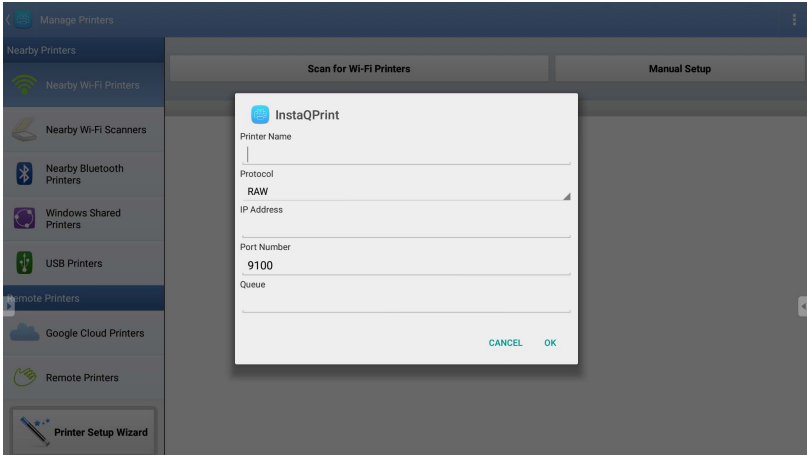 Manage Printers
Nearby Printers
Nearby Wi-Fi Printers
Nearby Wi-Fi Scanners
Nearby Bluetooth
Printers
Windows Shared
Printers
USB Printers
Remote Printers
Google Cloud Printers
Remote Printers
Printer Setup Wizard
Scan for Wi-Fi Printers
Manual Setup
InstaQPrint
Printer Name
Protocol
RAW
IP Address
Port Number
9100
Queue
CANCEL OK